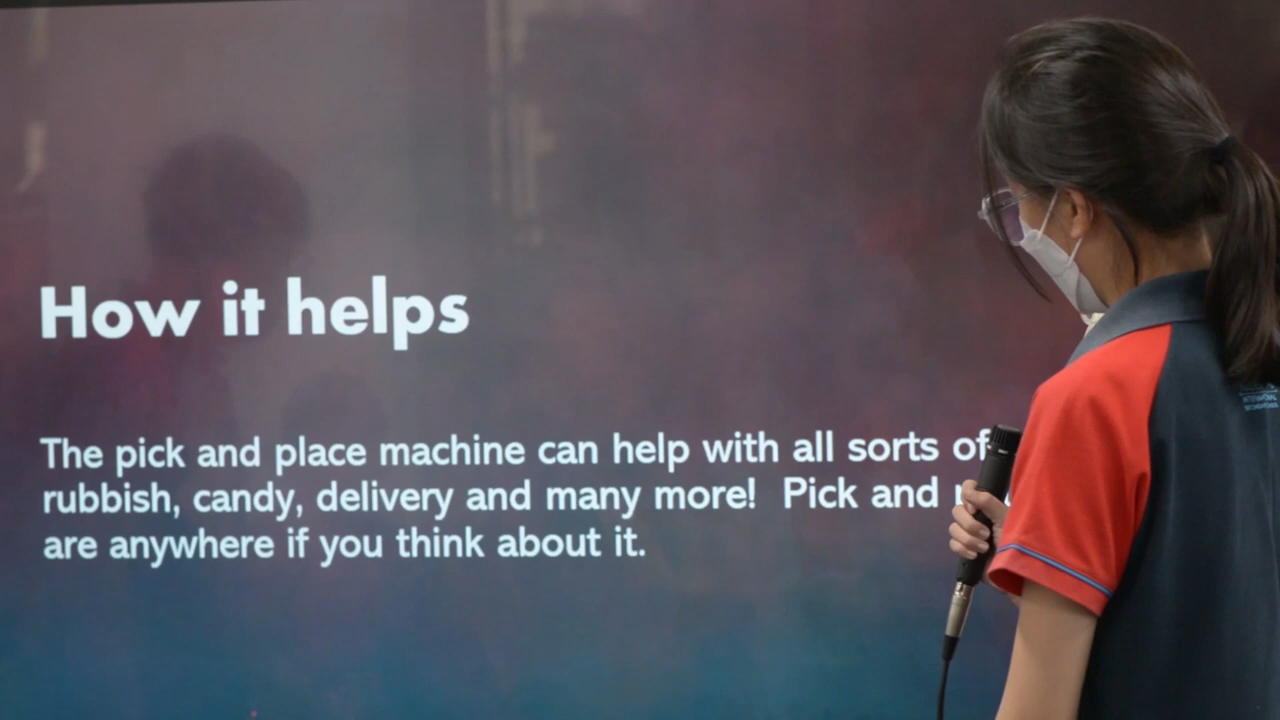 How it helps
The pick and place machine can help with all sorts of
rubbish, candy, delivery and many more! Pick and
are anywhere if you think about it.